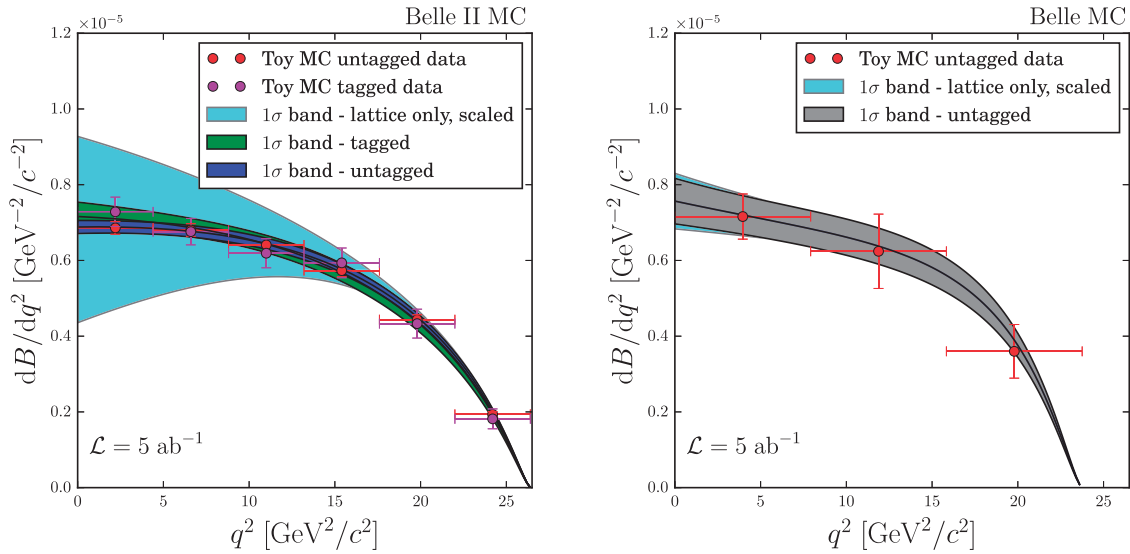 ×10⁻⁵
Belle II MC
1.2
1.0
0.8
0.6
0.4
0.2
0.0
dB/dq² [GeV⁻²/c⁻²]
Toy MC untagged data
Toy MC tagged data
1σ band - lattice only, scaled
1σ band - tagged
1σ band - untagged
ℒ = 5 ab⁻¹
0 5 10 15 20 25
q² [GeV²/c²]
×10⁻⁵
Belle MC
1.2
1.0
0.8
0.6
0.4
0.2
0.0
dB/dq² [GeV⁻²/c⁻²]
Toy MC untagged data
1σ band - lattice only, scaled
1σ band - untagged
ℒ = 5 ab⁻¹
0 5 10 15 20 25
q² [GeV²/c²]